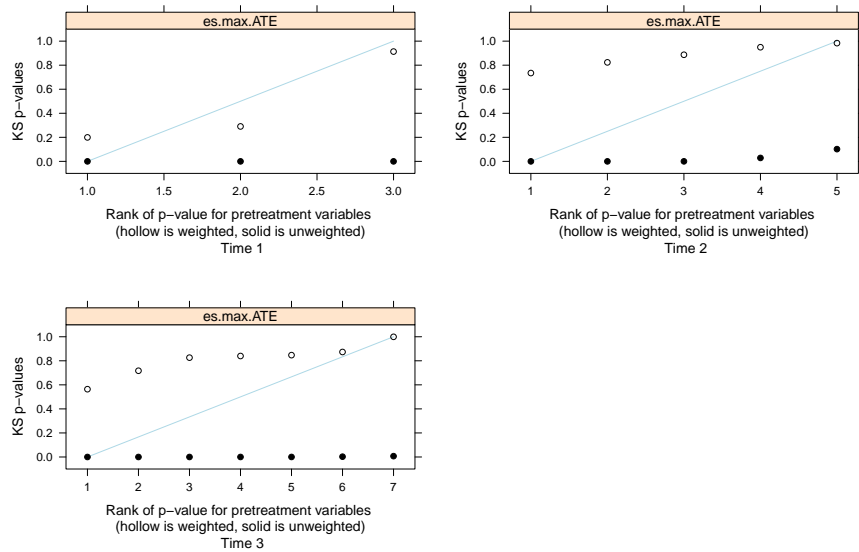 es.max.ATE
KS p−values
1.0
0.8
0.6
0.4
0.2
0.0
1.0 1.5 2.0 2.5 3.0
Rank of p−value for pretreatment variables
(hollow is weighted, solid is unweighted)
Time 1
es.max.ATE
KS p−values
1.0
0.8
0.6
0.4
0.2
0.0
1 2 3 4 5
Rank of p−value for pretreatment variables
(hollow is weighted, solid is unweighted)
Time 2
es.max.ATE
KS p−values
1.0
0.8
0.6
0.4
0.2
0.0
1 2 3 4 5 6 7
Rank of p−value for pretreatment variables
(hollow is weighted, solid is unweighted)
Time 3